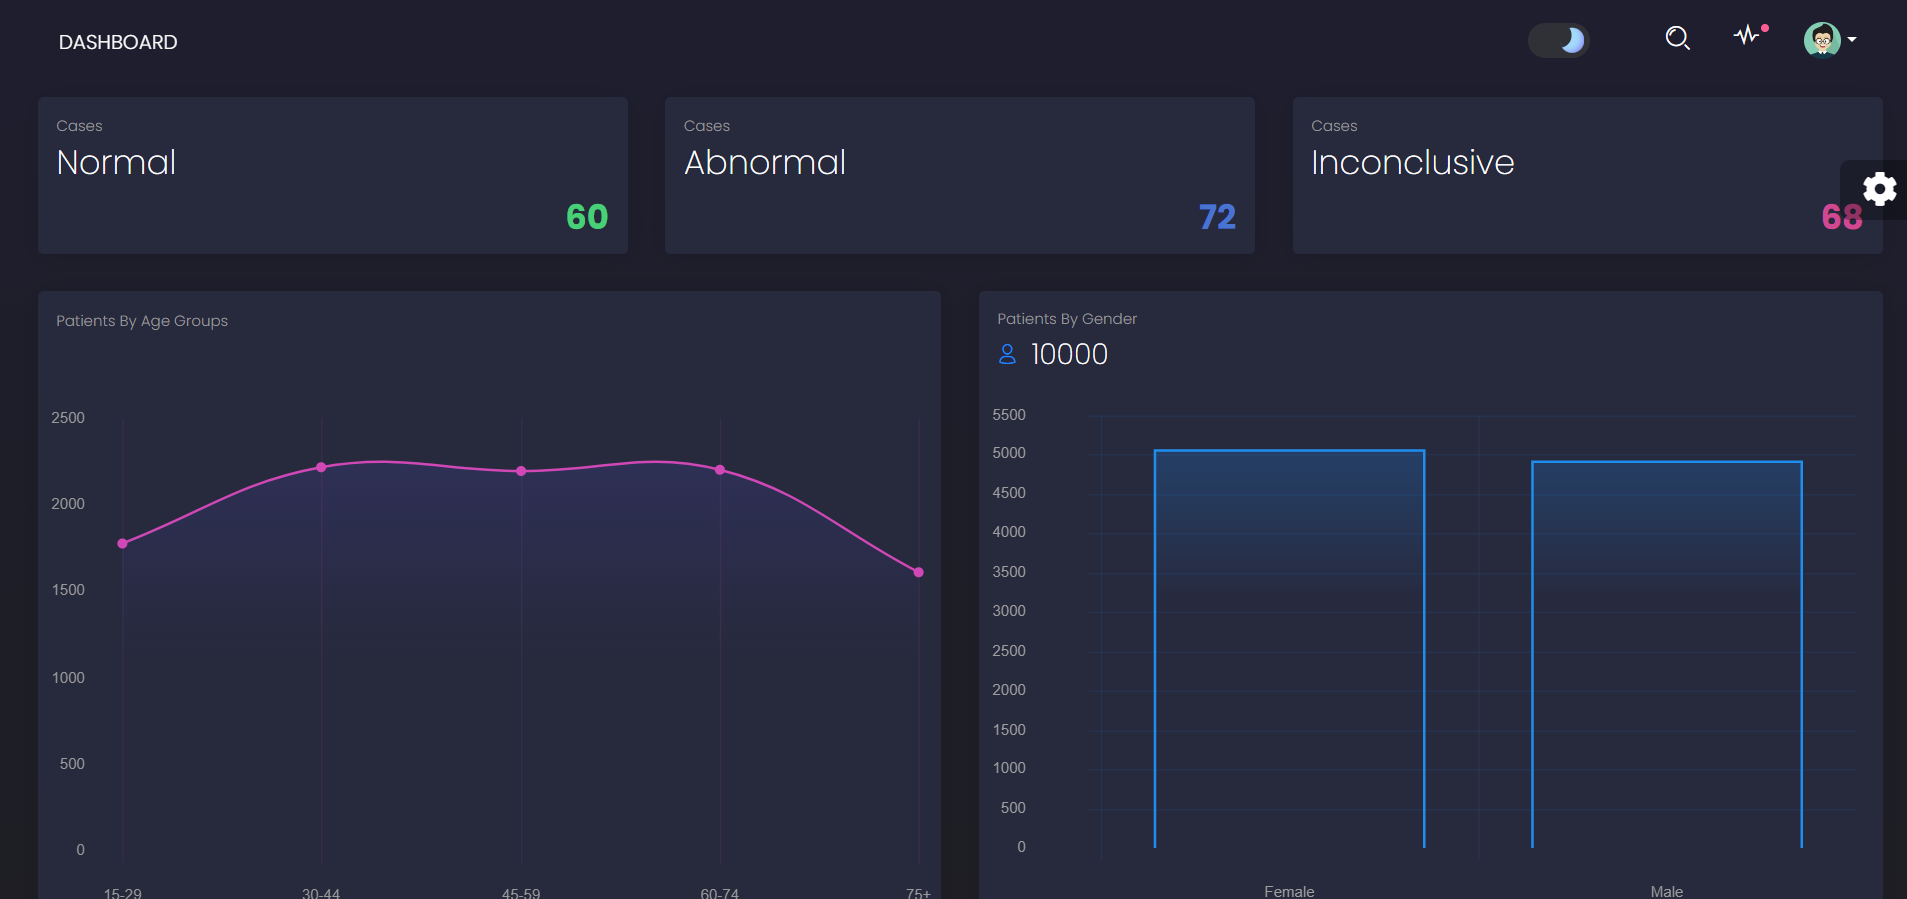 DASHBOARD
Cases
Normal
60
Cases
Abnormal
72
Cases
Inconclusive
68
Patients By Age Groups
2500
2000
1500
1000
500
0
15-29
30-44
45-59
60-74
75+
Patients By Gender
10000
5500
5000
4500
4000
3500
3000
2500
2000
1500
1000
500
0
Female
Male